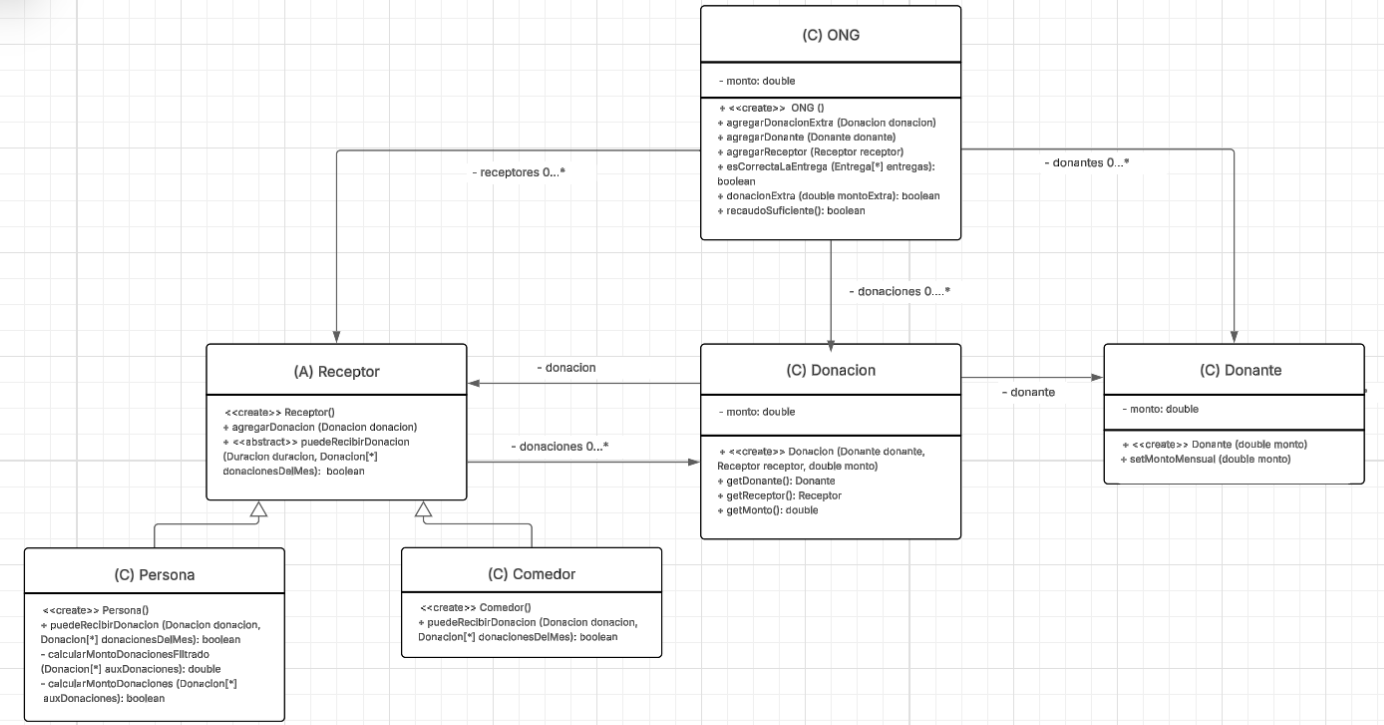 (C) ONG
- monto: double
+ <<create>> ONG ()
+ agregarDonacionExtra (Donacion donacion)
+ agregarDonante (Donante donante)
+ agregarReceptor (Receptor receptor)
+ esCorrectaLaEntrega (Entrega[*] entregas):
boolean
+ donacionExtra (double montoExtra): boolean
+ recaudoSuficiente(): boolean
- receptores 0...*
- donantes 0...*
- donaciones 0....*
(A) Receptor
<<create>> Receptor()
+ agregarDonacion (Donacion donacion)
+ <<abstract>> puedeRecibirDonacion
(Duracion duracion, Donacion[*]
donacionesDelMes): boolean
- donacion
- donaciones 0...*
(C) Donacion
- monto: double
+ <<create>> Donacion (Donante donante,
Receptor receptor, double monto)
+ getDonante(): Donante
+ getReceptor(): Receptor
+ getMonto(): double
- donante
(C) Donante
- monto: double
+ <<create>> Donante (double monto)
+ setMontoMensual (double monto)
(C) Persona
<<create>> Persona()
+ puedeRecibirDonacion (Donacion donacion,
Donacion[*] donacionesDelMes): boolean
- calcularMontoDonacionesFiltrado
(Donacion[*] auxDonaciones): double
- calcularMontoDonaciones (Donacion[*]
auxDonaciones): boolean
(C) Comedor
<<create>> Comedor()
+ puedeRecibirDonacion (Donacion donacion,
Donacion[*] donacionesDelMes): boolean